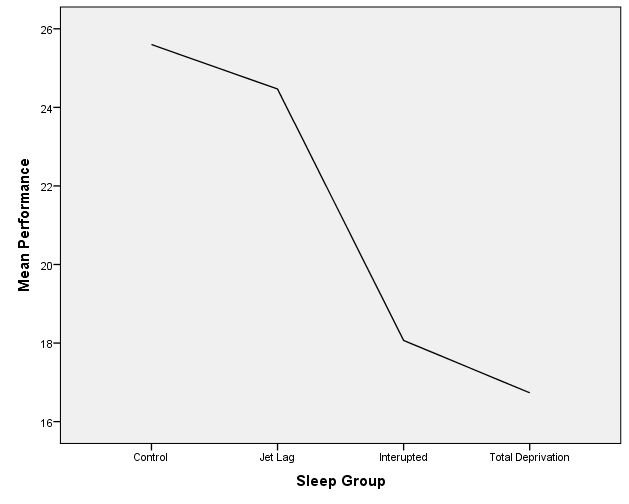 Mean Performance
26
24
22
20
18
16
Control Jet Lag Interupted Total Deprivation
Sleep Group